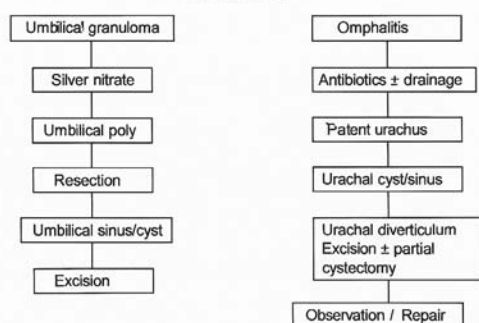 Umbilical granuloma
Silver nitrate
Umbilical poly
Resection
Umbilical sinus/cyst
Excision
Omphalitis
Antibiotics ± drainage
Patent urachus
Urachal cyst/sinus
Urachal diverticulum
Excision ± partial
cystectomy
Observation / Repair